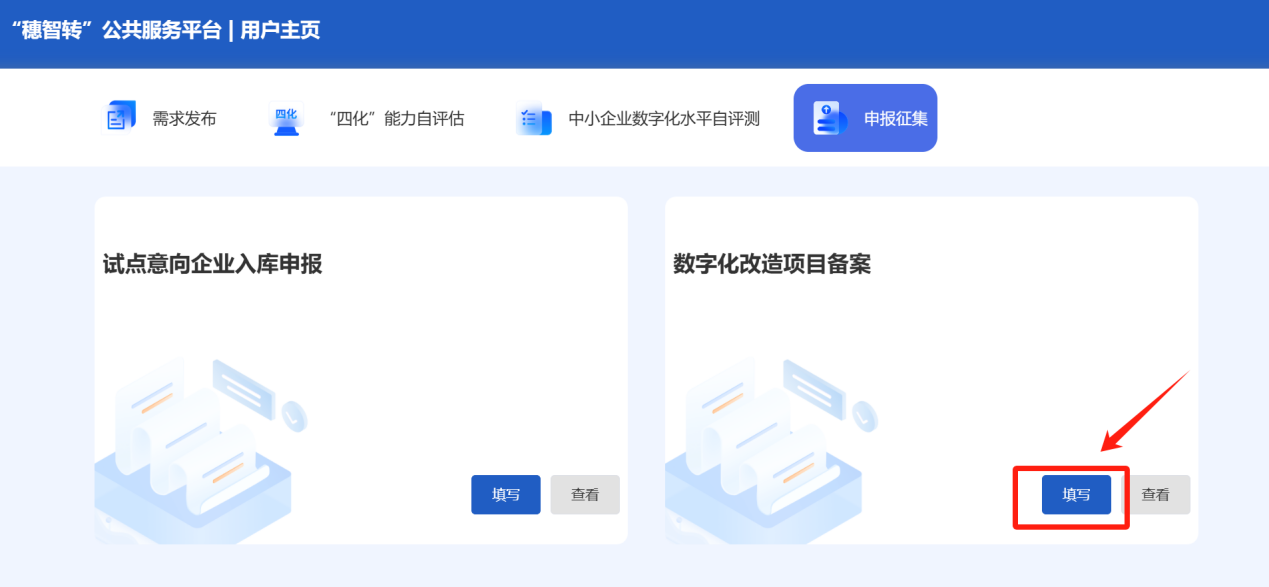 “穗智转”公共服务平台 | 用户主页
需求发布
四化
“四化”能力自评估
中小企业数字化水平自评测
申报征集
试点意向企业入库申报
数字化改造项目备案
填写
查看
填写
查看